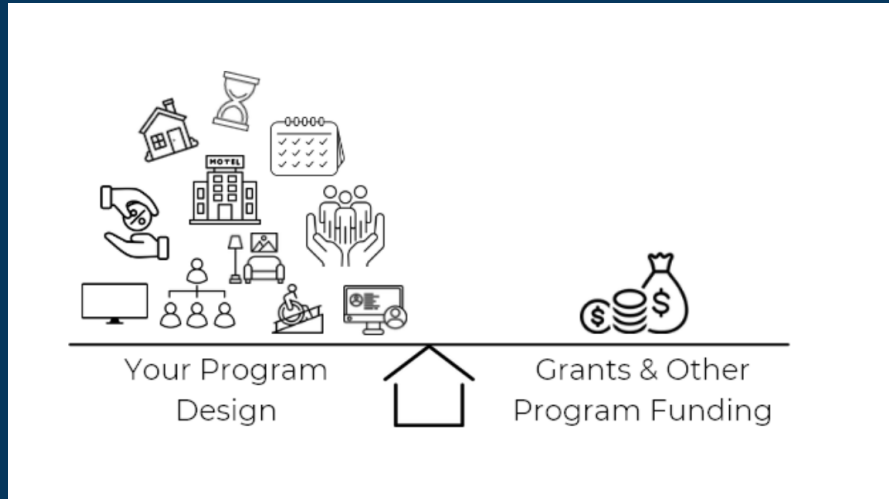 MOTEL
%
$
$
Your Program
Design
Grants & Other
Program Funding